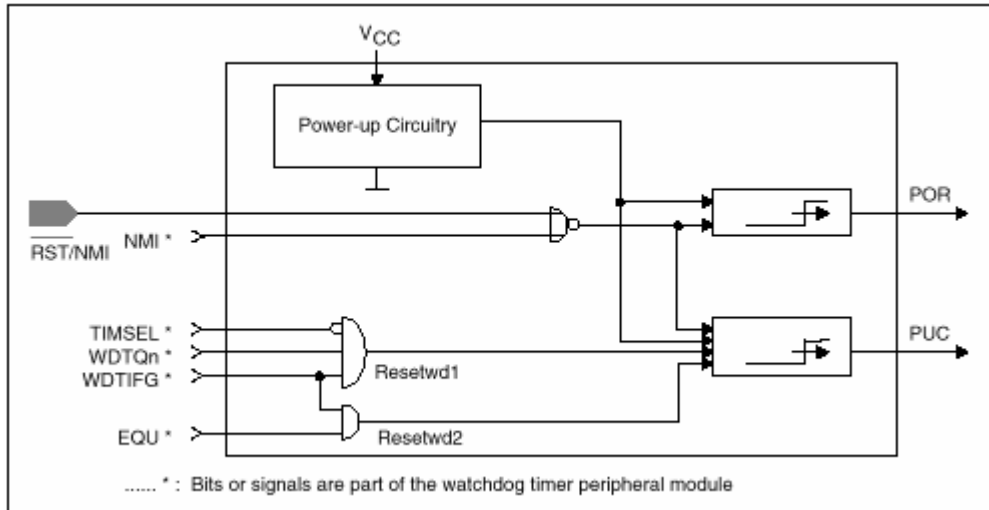 VCC
Power-up Circuitry
POR
NMI *
RST/NMI
TIMSEL *
WDTQn *
PUC
WDTIFG *
Resetwd1
EQU *
Resetwd2
...... * : Bits or signals are part of the watchdog timer peripheral module